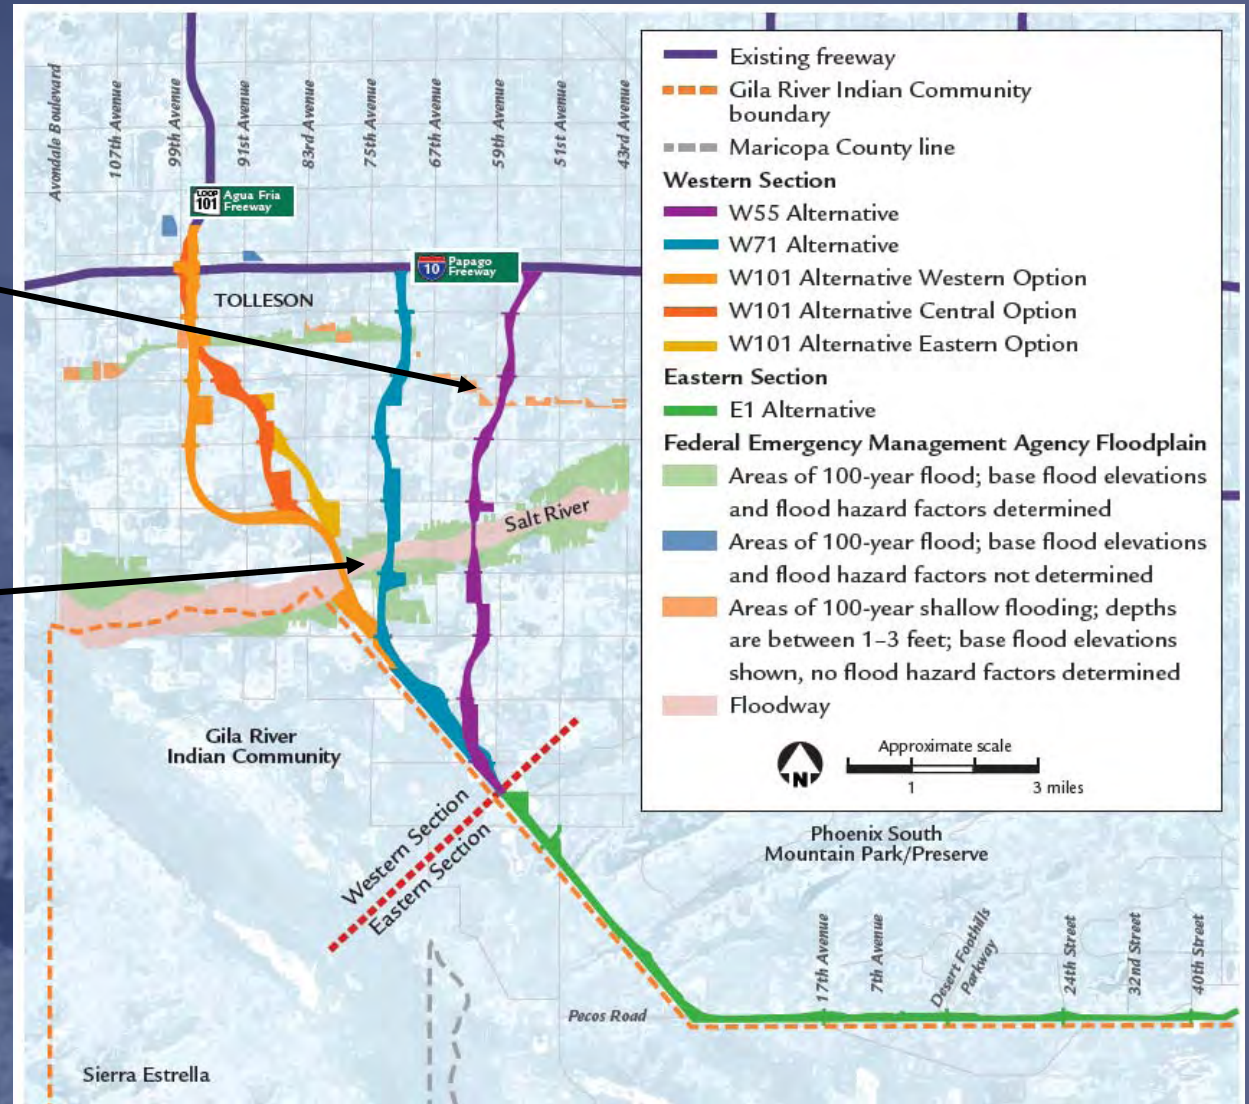 Avondale Boulevard
107th Avenue
99th Avenue
91st Avenue
83rd Avenue
75th Avenue
67th Avenue
59th Avenue
51st Avenue
43rd Avenue
LOOP
101
Agua Fria
Freeway
10
Papago
Freeway
TOLLESON
Salt River
Gila River
Indian Community
Western Section
Eastern Section
Phoenix South
Mountain Park/Preserve
17th Avenue
7th Avenue
Desert Foothills
Parkway
24th Street
32nd Street
40th Street
Pecos Road
Sierra Estrella
Existing freeway
Gila River Indian Community
boundary
Maricopa County line
Western Section
W55 Alternative
W71 Alternative
W101 Alternative Western Option
W101 Alternative Central Option
W101 Alternative Eastern Option
Eastern Section
E1 Alternative
Federal Emergency Management Agency Floodplain
Areas of 100-year flood; base flood elevations
and flood hazard factors determined
Areas of 100-year flood; base flood elevations
and flood hazard factors not determined
Areas of 100-year shallow flooding; depths
are between 1–3 feet; base flood elevations
shown, no flood hazard factors determined
Floodway
N
Approximate scale
1
3 miles